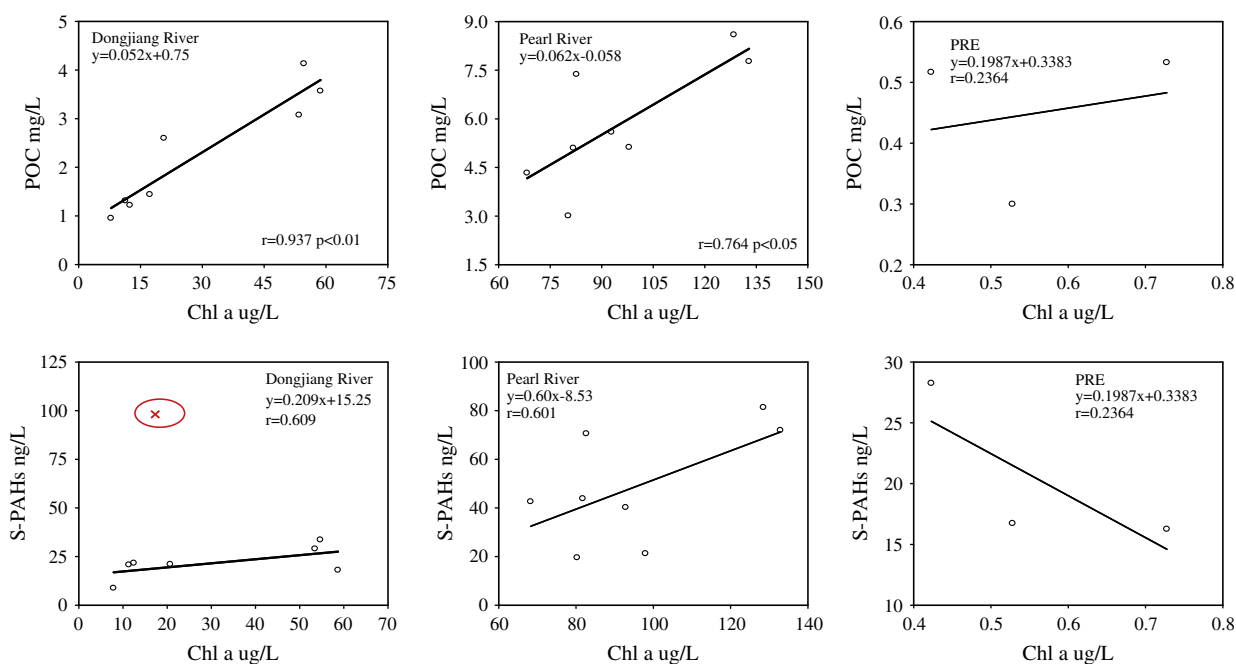 5
4
3
2
1
0
POC mg/L
Dongjiang River
y=0.052x+0.75
r=0.937 p<0.01
0 15 30 45 60 75
Chl a ug/L
9.0
7.5
6.0
4.5
3.0
1.5
POC mg/L
Pearl River
y=0.062x-0.058
r=0.764 p<0.05
60 75 90 105 120 135 150
Chl a ug/L
0.6
0.5
0.4
0.3
0.2
POC mg/L
PRE
y=0.1987x+0.3383
r=0.2364
0.4 0.5 0.6 0.7 0.8
Chl a ug/L
125
100
75
50
25
0
S-PAHs ng/L
Dongjiang River
y=0.209x+15.25
r=0.609
0 10 20 30 40 50 60 70
Chl a ug/L
100
80
60
40
20
0
S-PAHs ng/L
Pearl River
y=0.60x-8.53
r=0.601
60 80 100 120 140
Chl a ug/L
30
25
20
15
10
S-PAHs ng/L
PRE
y=0.1987x+0.3383
r=0.2364
0.4 0.5 0.6 0.7 0.8
Chl a ug/L